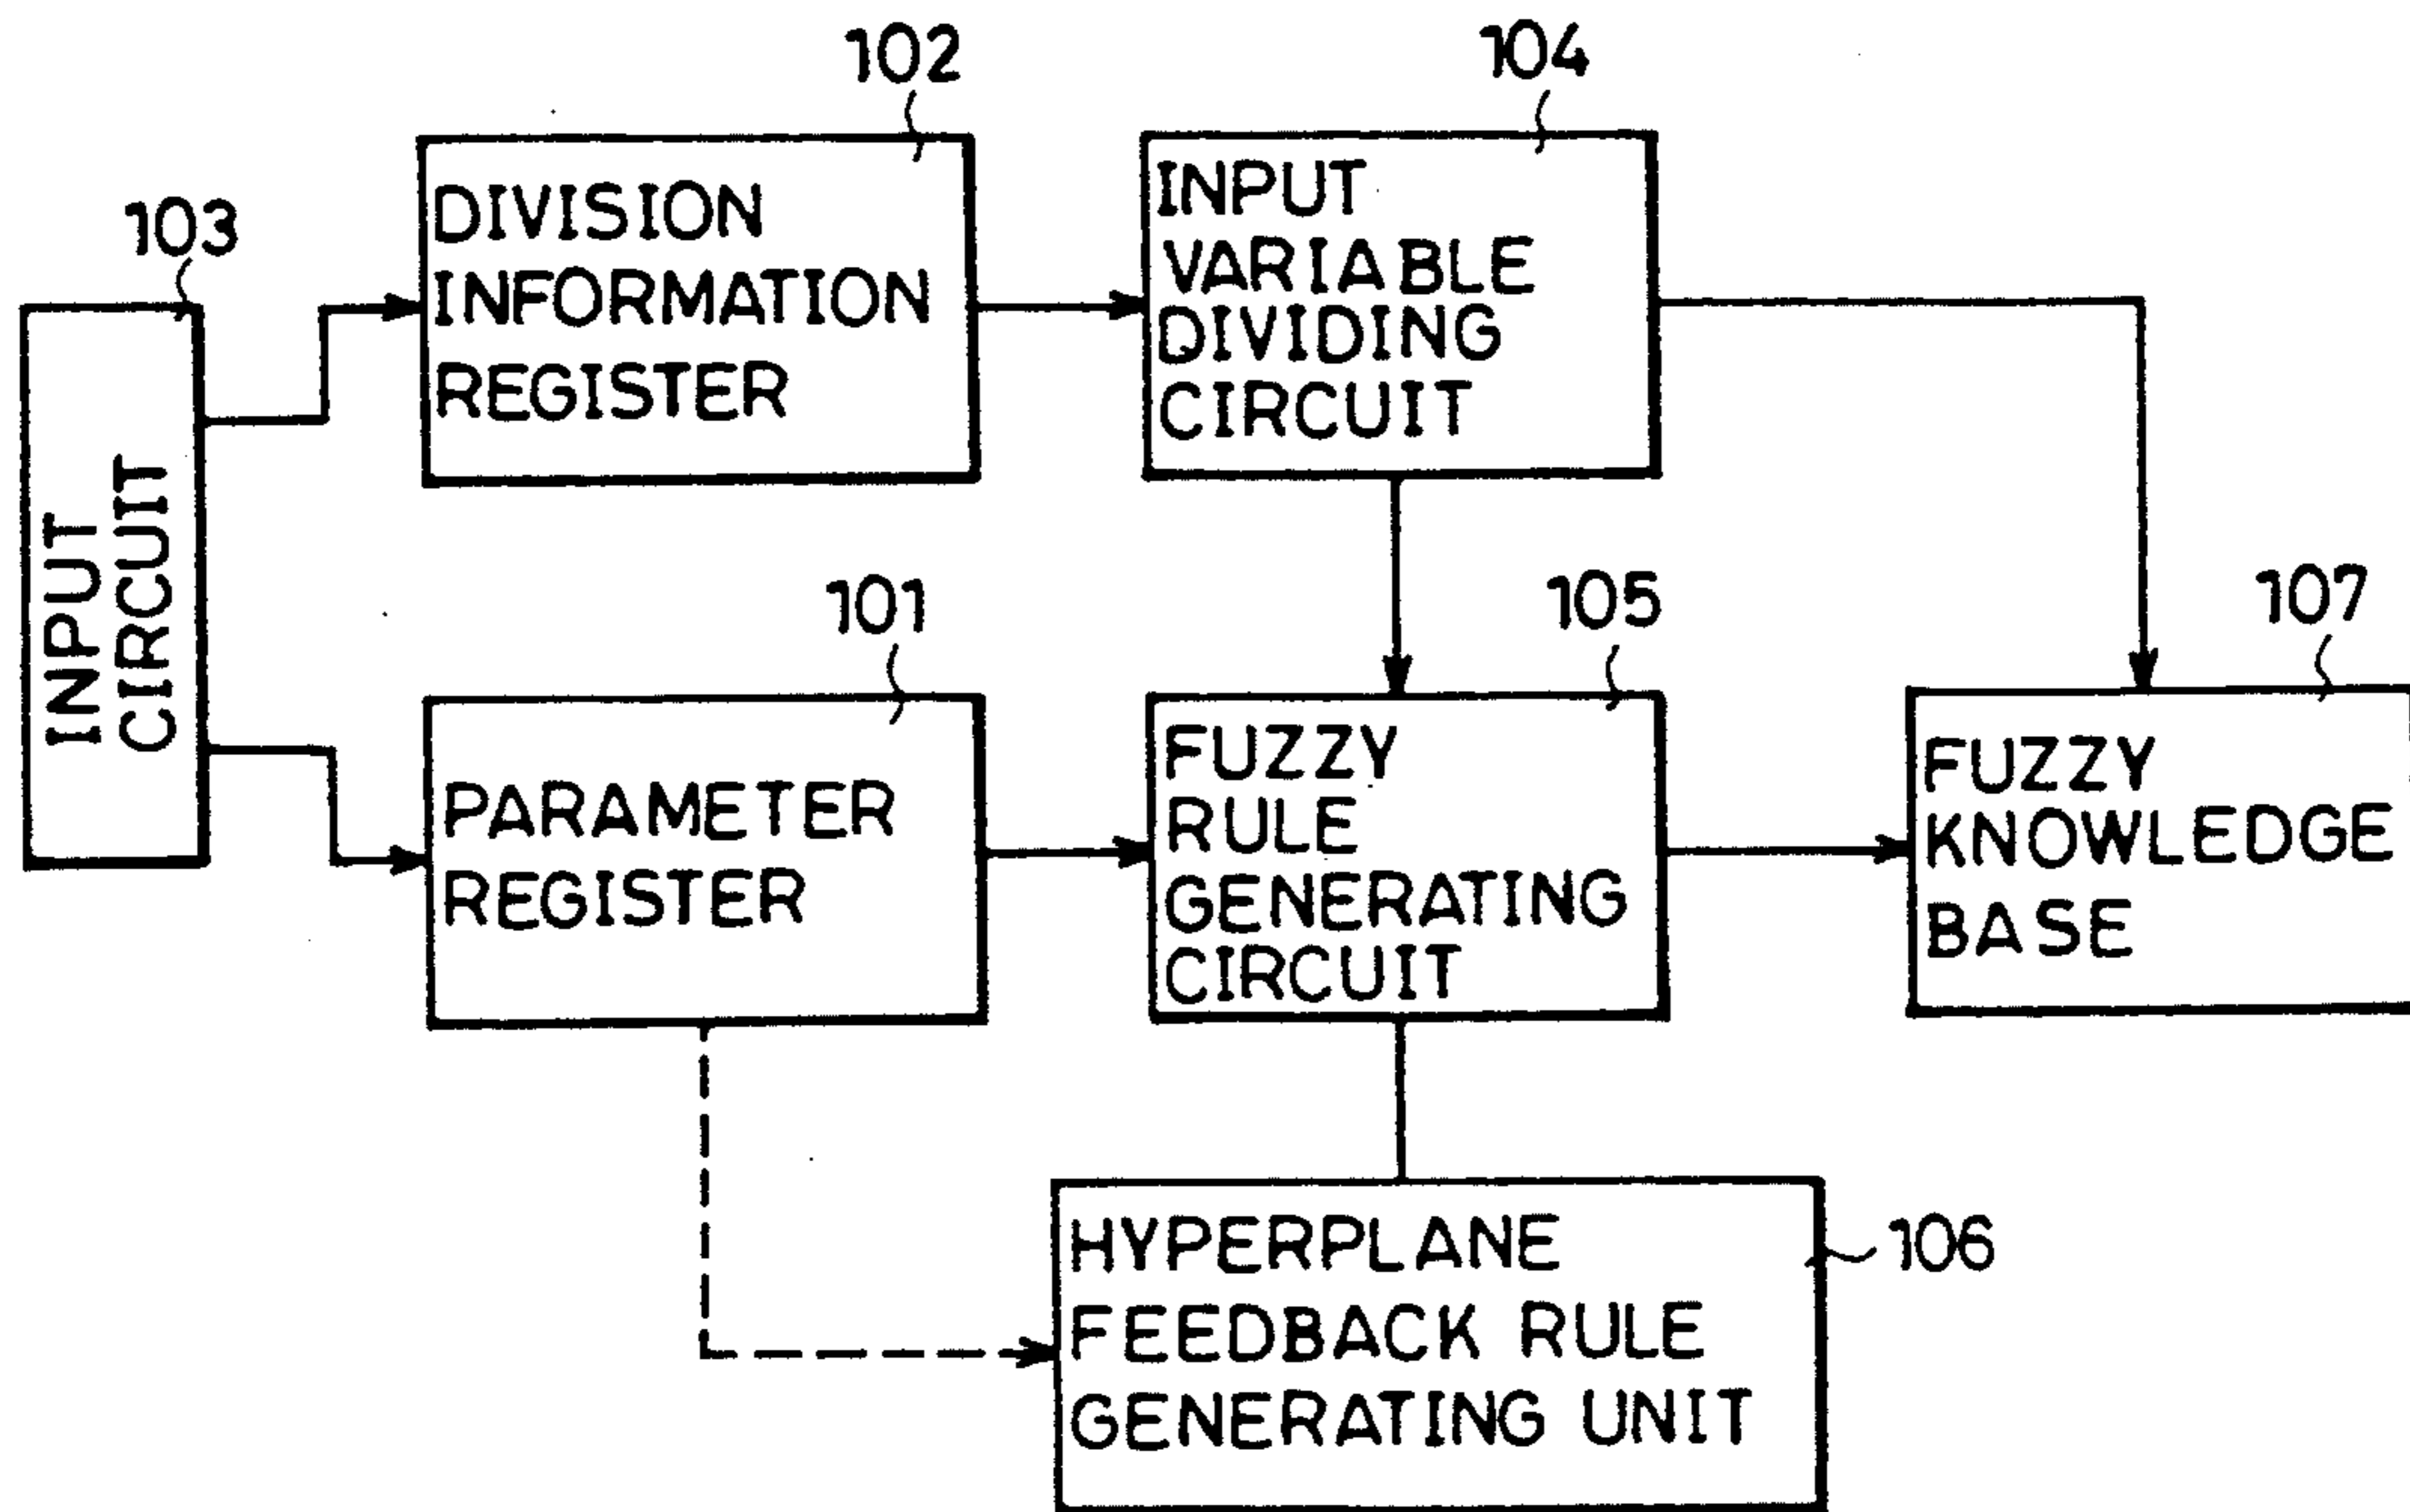 102
104
103
DIVISION
INFORMATION
REGISTER
INPUT
VARIABLE
DIVIDING
CIRCUIT
INPUT
CIRCUIT
101
105
107
PARAMETER
REGISTER
FUZZY
RULE
GENERATING
CIRCUIT
FUZZY
KNOWLEDGE
BASE
HYPERPLANE
FEEDBACK RULE
GENERATING UNIT
106